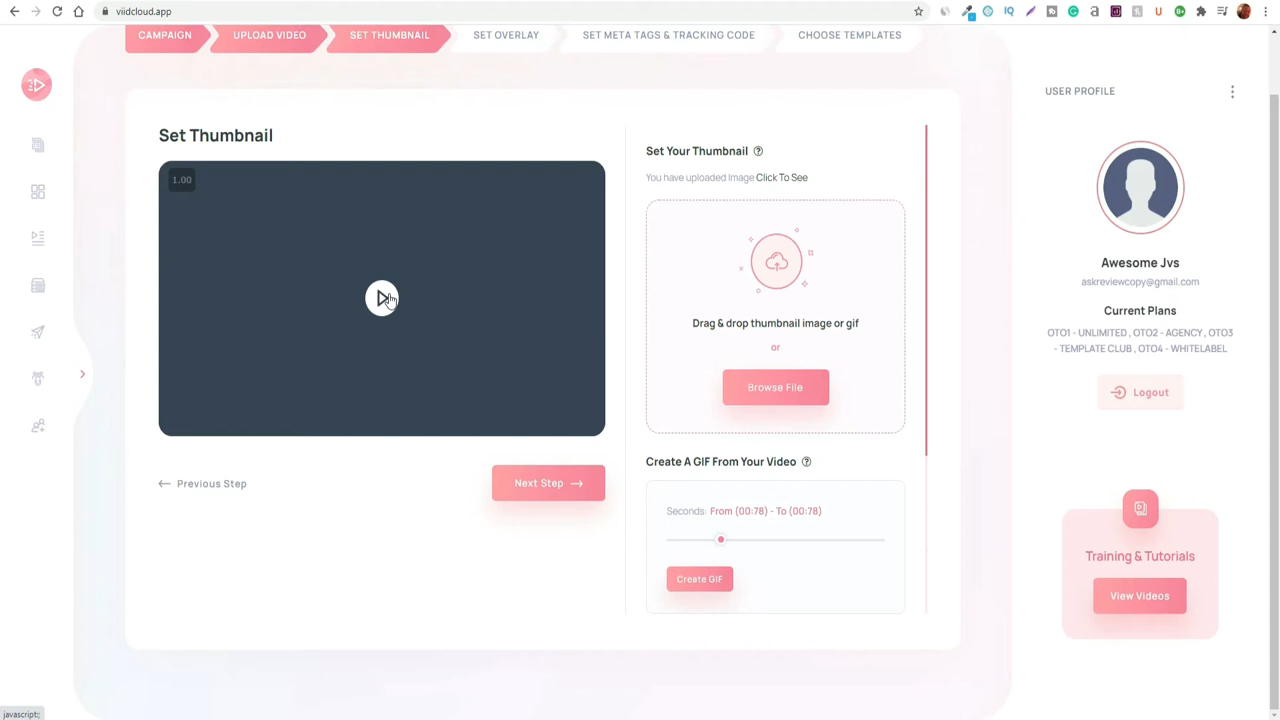 viidcloud.app
CAMPAIGN
UPLOAD VIDEO
SET THUMBNAIL
SET OVERLAY
SET META TAGS & TRACKING CODE
CHOOSE TEMPLATES
Set Thumbnail
1.00
Previous Step
Next Step
Set Your Thumbnail
You have uploaded Image Click To See
Drag & drop thumbnail image or gif
or
Browse File
Create A GIF From Your Video
Seconds: From (00:78) - To (00:78)
Create GIF
USER PROFILE
Awesome Jvs
askreviewcopy@gmail.com
Current Plans
OTO1 - UNLIMITED , OTO2 - AGENCY , OTO3
- TEMPLATE CLUB , OTO4 - WHITELABEL
Logout
Training & Tutorials
View Videos
javascript:;